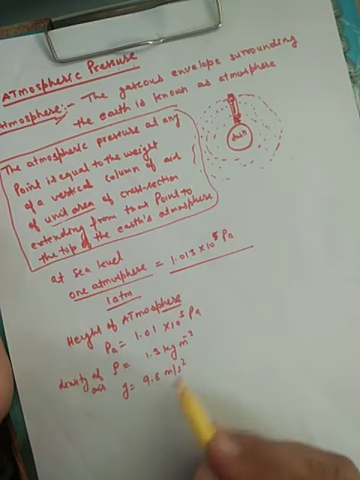 Atmospheric Pressure
Atmosphere:- The gaseous envelope surrounding
the earth is known as atmosphere
Earth
The atmospheric pressure at any
Point is equal to the weight
of a vertical column of air
of unit area of cross-section
extending from that Point to
the top of the earth's atmosphere
at sea level
one atmosphere = 1.013 × 10⁵ Pa
1 atm
Height of ATmosphere
Pa = 1.01 × 10⁵ Pa
density of air ρ = 1.3 kg m⁻³
g = 9.8 m/s²